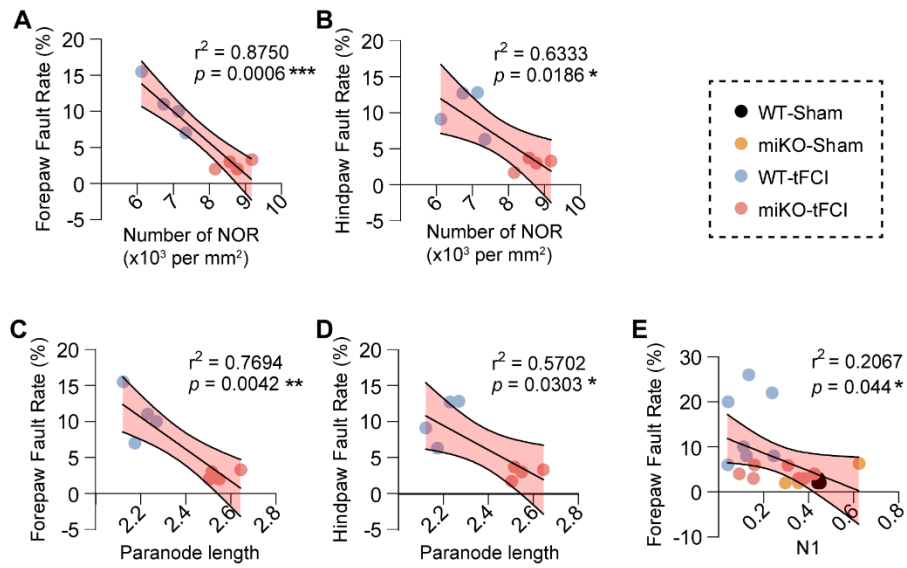 A
Forepaw Fault Rate (%)
20
15
10
5
0
-5
6
7
8
9
10
r² = 0.8750
p = 0.0006 ***
Number of NOR
(x10³ per mm²)
B
Hindpaw Fault Rate (%)
20
15
10
5
0
-5
6
7
8
9
10
r² = 0.6333
p = 0.0186 *
Number of NOR
(x10³ per mm²)
WT-Sham
miKO-Sham
WT-tFCI
miKO-tFCI
C
Forepaw Fault Rate (%)
20
15
10
5
0
-5
2.2
2.4
2.6
2.8
r² = 0.7694
p = 0.0042 **
Paranode length
D
Hindpaw Fault Rate (%)
20
15
10
5
0
-5
2.2
2.4
2.6
2.8
r² = 0.5702
p = 0.0303 *
Paranode length
E
Forepaw Fault Rate (%)
30
20
10
0
-10
0.2
0.4
0.6
0.8
r² = 0.2067
p = 0.044 *
N1